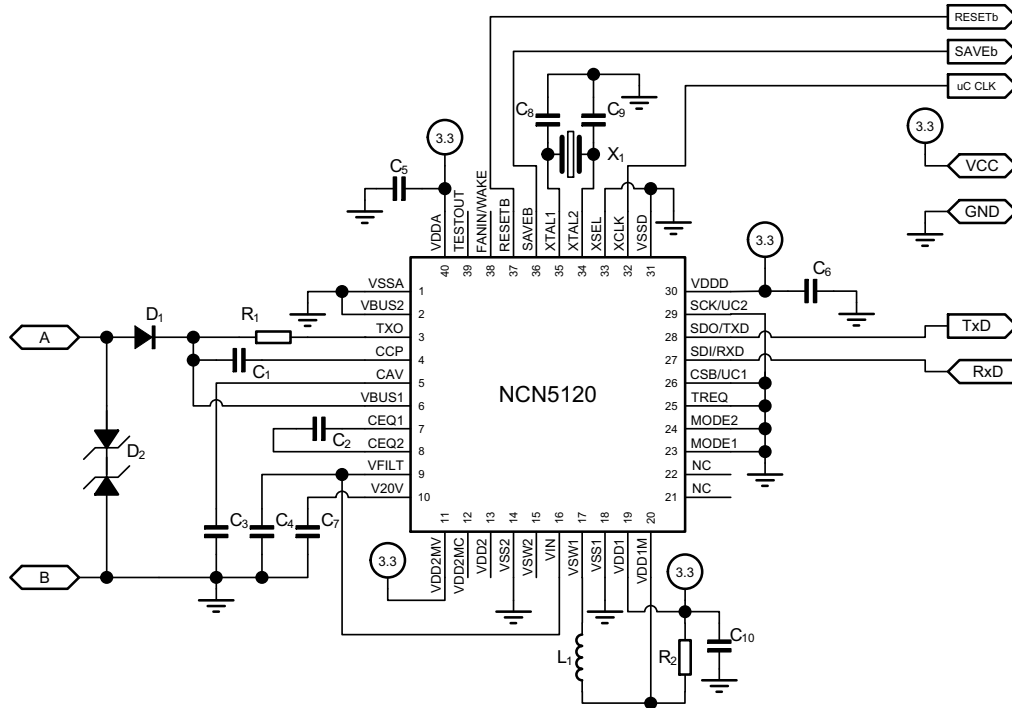 RESETb
SAVEb
uC CLK
C8
C9
3.3
3.3
X1
C5
VCC
GND
VDDA
TESTOUT
FANIN/WAKE
RESETB
SAVEB
XTAL1
XTAL2
XSEL
XCLK
VSSD
40
39
38
37
36
35
34
33
32
31
3.3
C6
VSSA
1
VBUS2
2
TXO
3
CCP
4
CAV
5
VBUS1
6
CEQ1
7
CEQ2
8
VFILT
9
V20V
10
NCN5120
30
VDDD
29
SCK/UC2
28
SDO/TXD
27
SDI/RXD
26
CSB/UC1
25
TREQ
24
MODE2
23
MODE1
22
NC
21
NC
TxD
RxD
A
D1
R1
C1
C2
D2
C3
C4
C7
B
11
12
13
14
15
16
17
18
19
20
VDD2MV
VDD2MC
VDD2
VSS2
VSW2
VIN
VSW1
VSS1
VDD1
VDD1M
3.3
3.3
L1
R2
C10